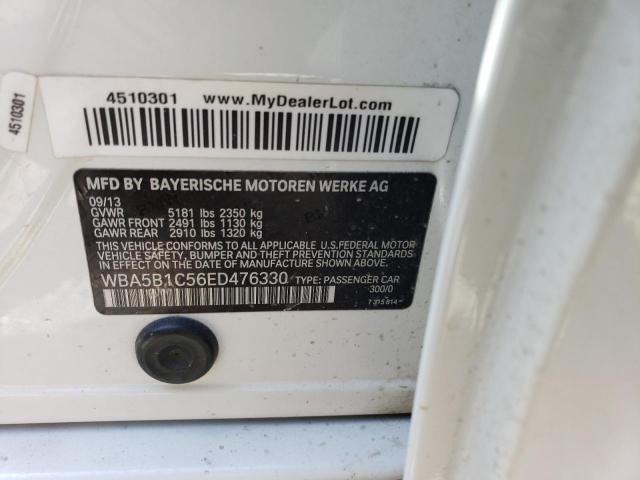 4510301 www.MyDealerLot.com
4510301
MFD BY BAYERISCHE MOTOREN WERKE AG
09/13
GVWR 5181 lbs 2350 kg
GAWR FRONT 2491 lbs 1130 kg
GAWR REAR 2910 lbs 1320 kg
THIS VEHICLE CONFORMS TO ALL APPLICABLE U.S.FEDERAL MOTOR
VEHICLE SAFETY, BUMPER AND THEFT PREVENTION STANDARDS
IN EFFECT ON THE DATE OF MANUFACTURE SHOWN ABOVE.
WBA5B1C56ED476330 TYPE: PASSENGER CAR
300/0
7 315 814